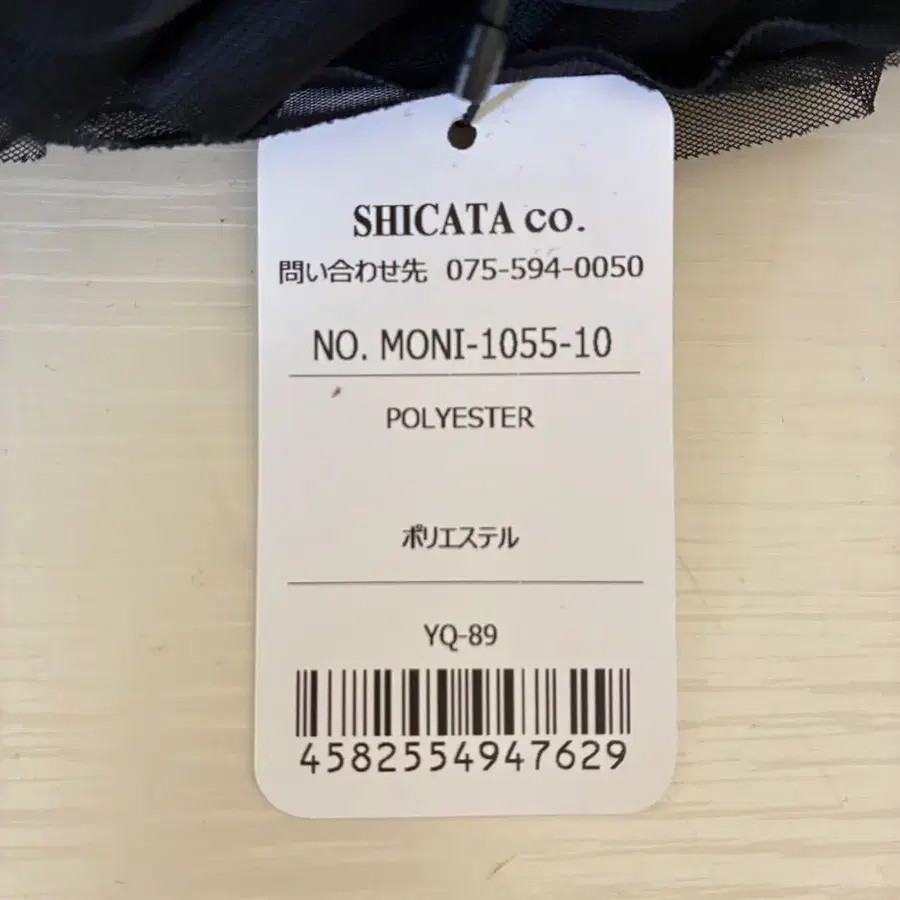 SHICATA co.
問い合わせ先 075-594-0050
NO. MONI-1055-10
POLYESTER
ポリエステル
YQ-89
4582554947629